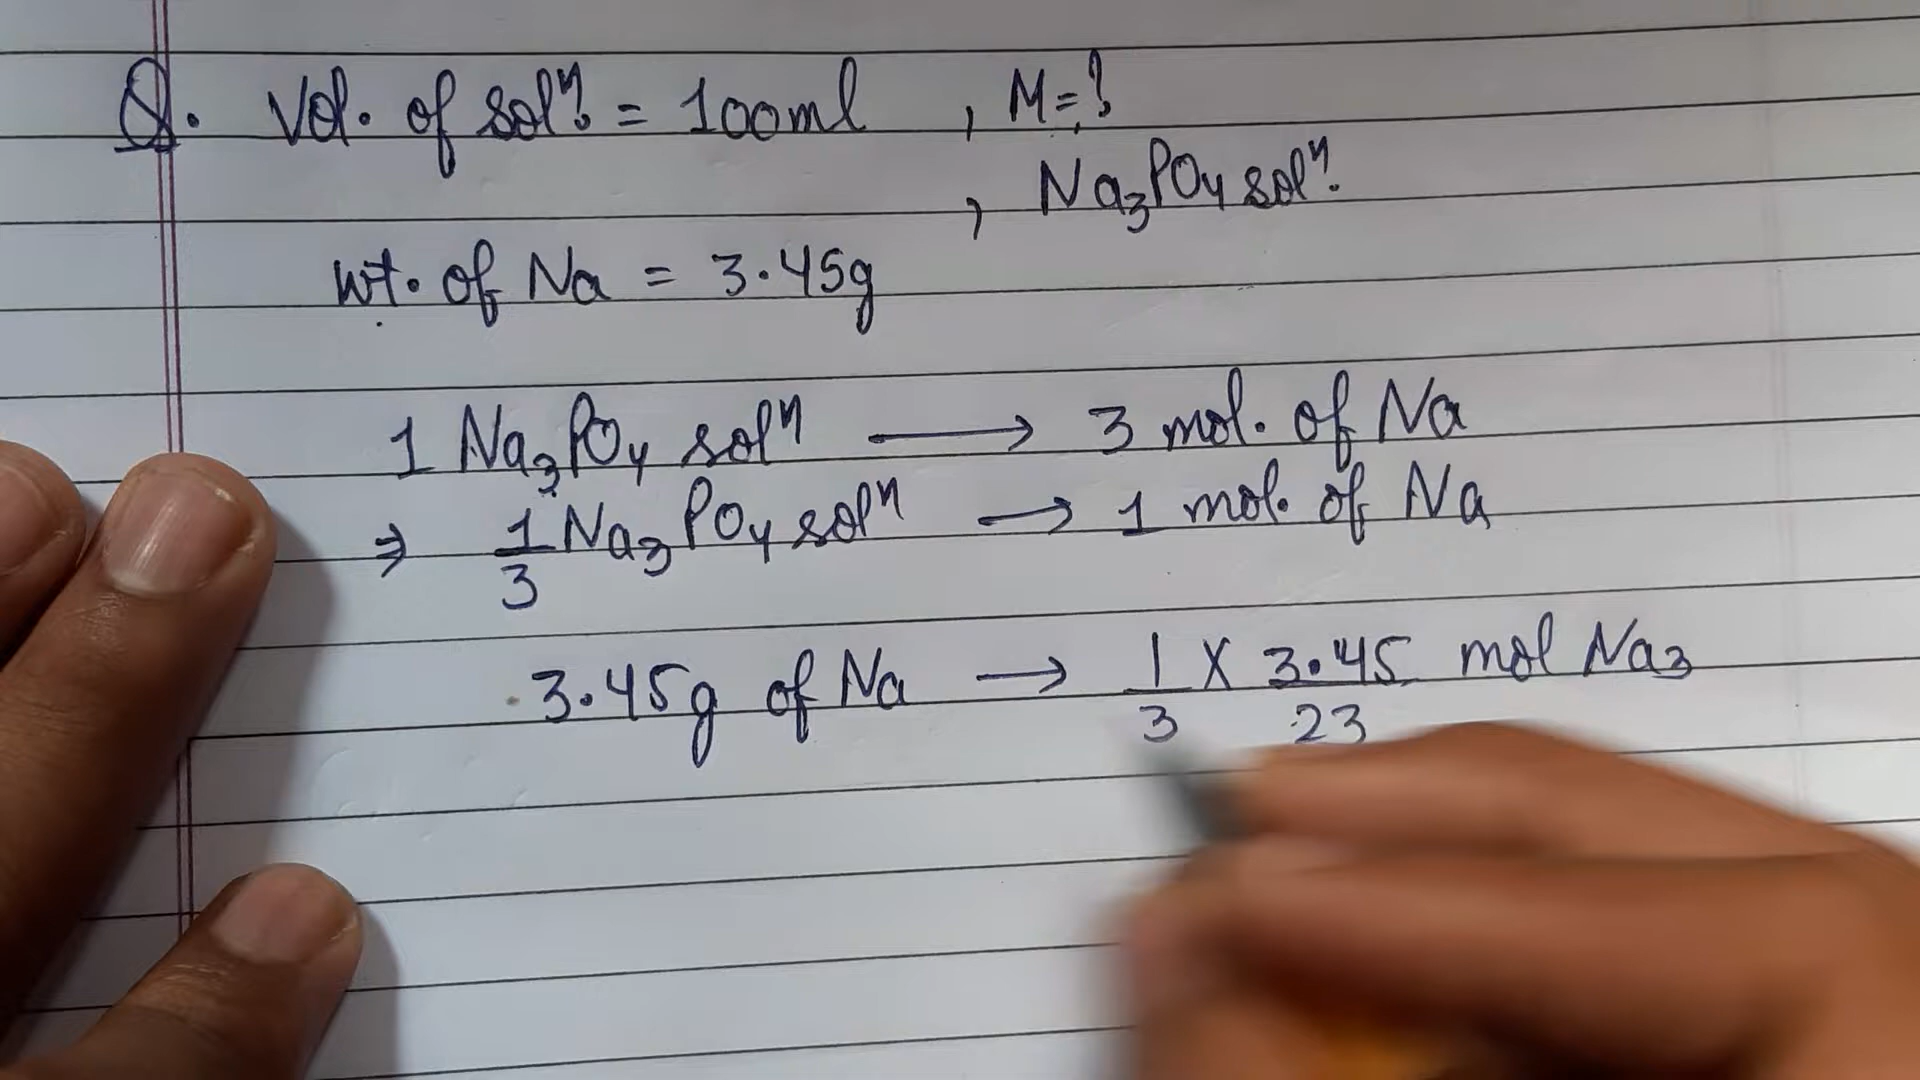 Q. Vol. of solⁿ. = 100ml , M=?
, Na₃PO₄ solⁿ.
wt. of Na = 3.45g
1 Na₃PO₄ solⁿ → 3 mol. of Na
⇒ 1/3 Na₃PO₄ solⁿ → 1 mol. of Na
3.45g of Na → 1/3 X 3.45/23 mol Na₃